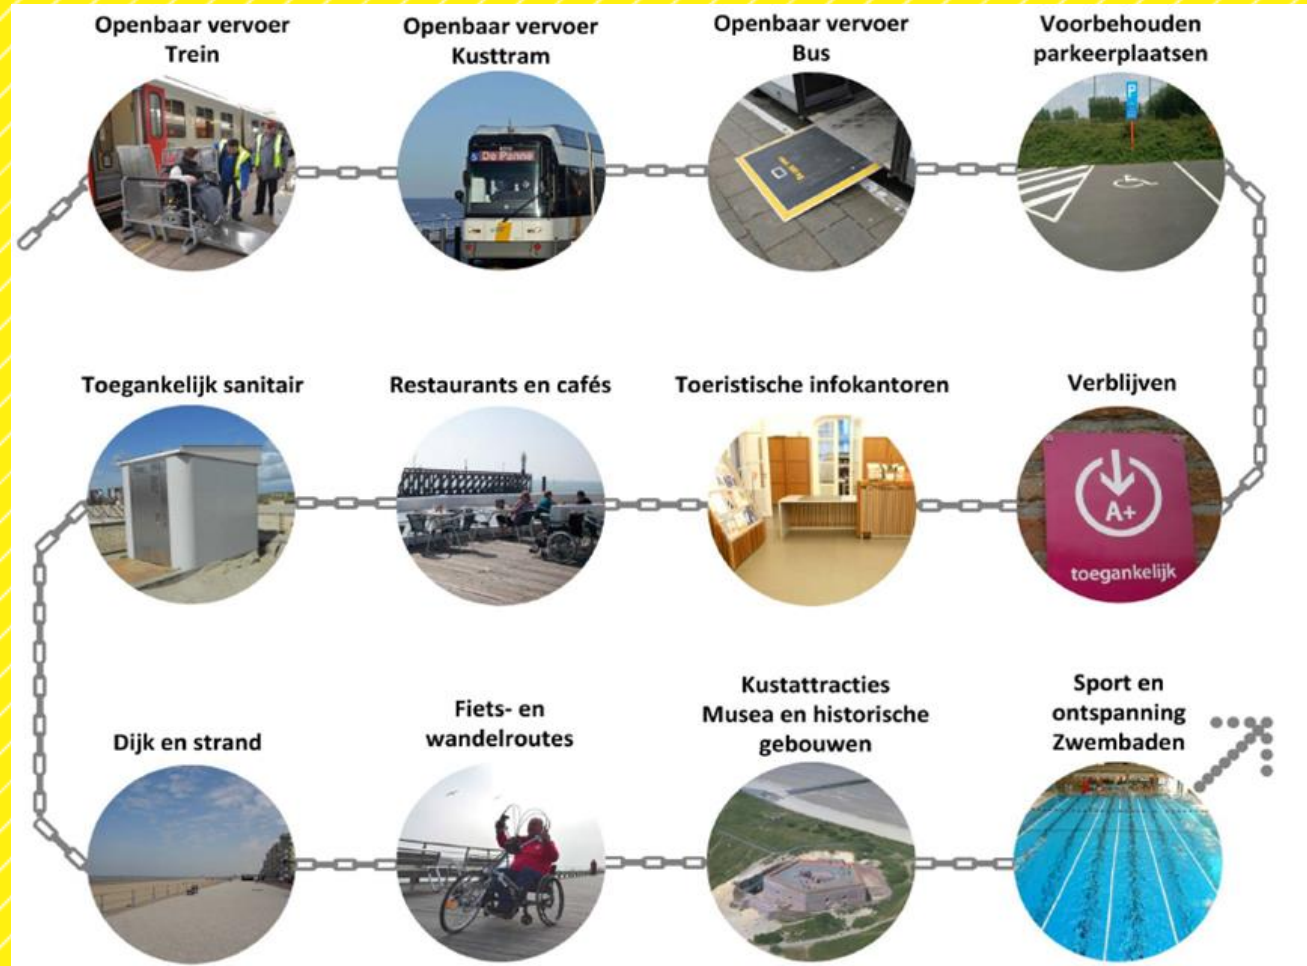 Openbaar vervoer
Trein
Openbaar vervoer
Kusttram
Openbaar vervoer
Bus
Voorbehouden
parkeerplaatsen
De Panne
P
Toegankelijk sanitair
Restaurants en cafés
Toeristische infokantoren
Verblijven
A+
toegankelijk
Dijk en strand
Fiets- en
wandelroutes
Kustattracties
Musea en historische
gebouwen
Sport en
ontspanning
Zwembaden